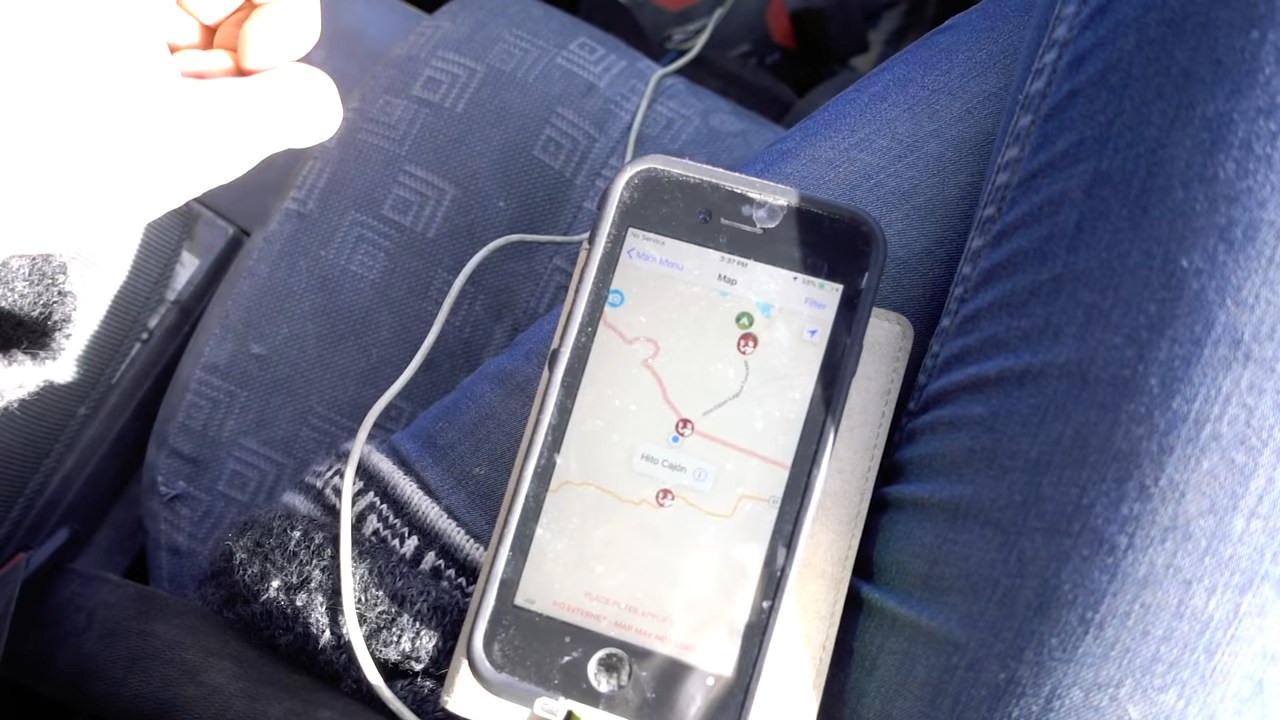 No Service
3:37 PM
Main Menu
Map
Filter
Hito Cajón
PLACE FILTER APPLIED
NO EXTERNET - MAP MAY NOT LOAD